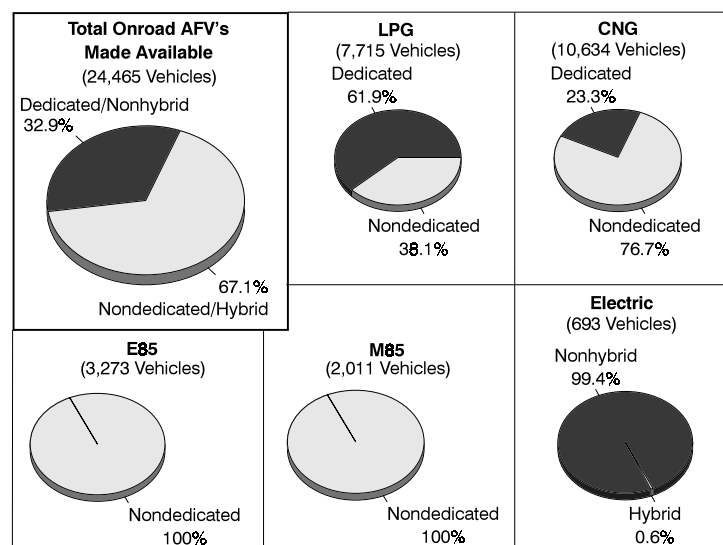 Total Onroad AFV's
Made Available
(24,465 Vehicles)
Dedicated/Nonhybrid
32.9%
67.1%
Nondedicated/Hybrid
LPG
(7,715 Vehicles)
Dedicated
61.9%
Nondedicated
38.1%
CNG
(10,634 Vehicles)
Dedicated
23.3%
Nondedicated
76.7%
E85
(3,273 Vehicles)
Nondedicated
100%
M85
(2,011 Vehicles)
Nondedicated
100%
Electric
(693 Vehicles)
Nonhybrid
99.4%
Hybrid
0.6%